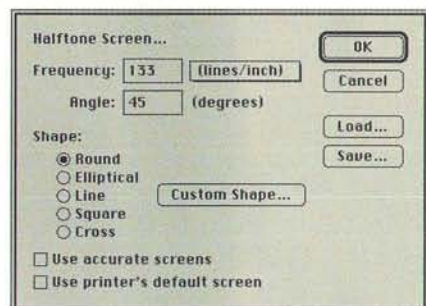 Halftone Screen...
OK
Frequency: 133 (lines/inch)
Cancel
Angle: 45 (degrees)
Load...
Shape:
Save...
Round
Elliptical
Line
Custom Shape...
Square
Cross
Use accurate screens
Use printer's default screen